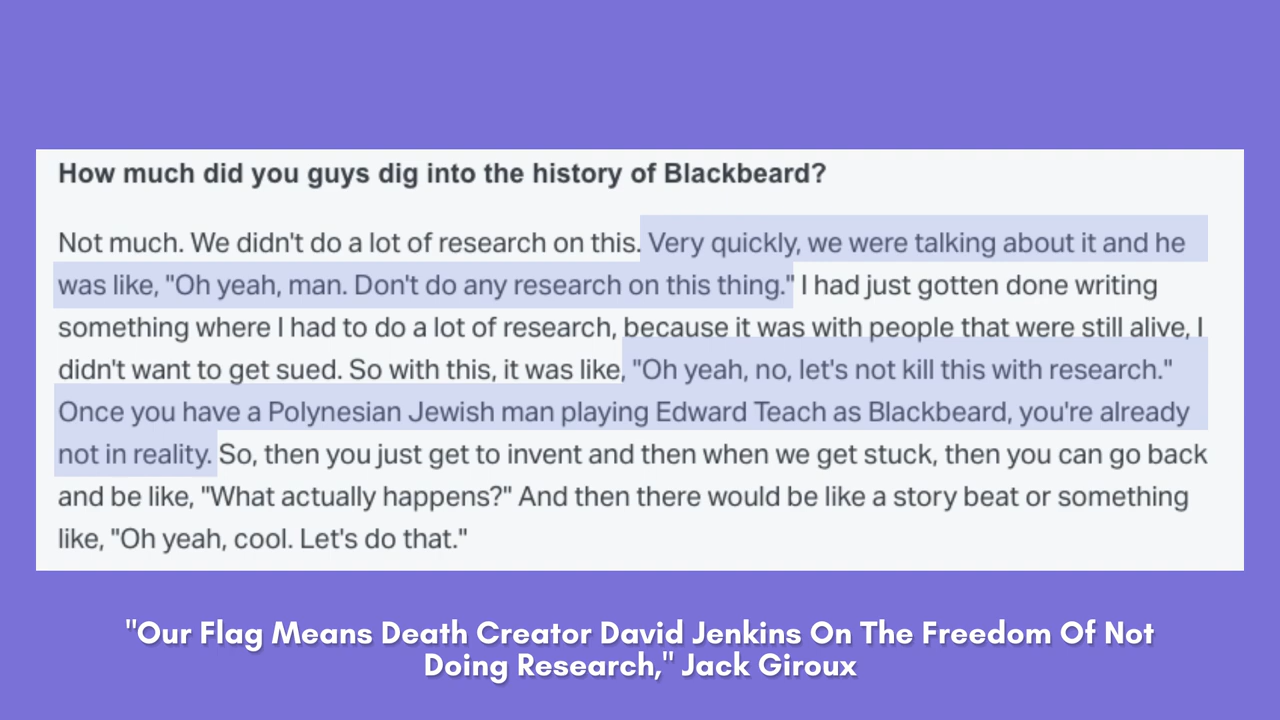 How much did you guys dig into the history of Blackbeard?
Not much. We didn't do a lot of research on this. Very quickly, we were talking about it and he
was like, "Oh yeah, man. Don't do any research on this thing." I had just gotten done writing
something where I had to do a lot of research, because it was with people that were still alive, I
didn't want to get sued. So with this, it was like, "Oh yeah, no, let's not kill this with research."
Once you have a Polynesian Jewish man playing Edward Teach as Blackbeard, you're already
not in reality. So, then you just get to invent and then when we get stuck, then you can go back
and be like, "What actually happens?" And then there would be like a story beat or something
like, "Oh yeah, cool. Let's do that."
"Our Flag Means Death Creator David Jenkins On The Freedom Of Not
Doing Research," Jack Giroux